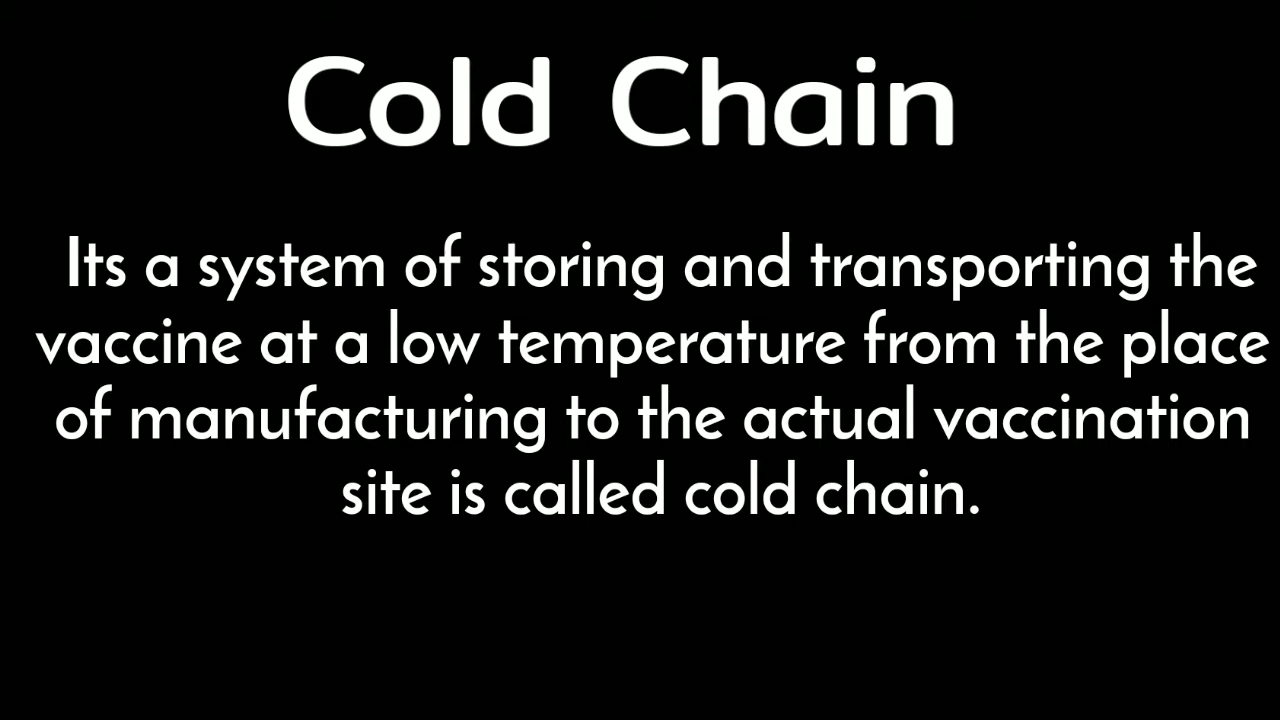 Cold Chain
Its a system of storing and transporting the
vaccine at a low temperature from the place
of manufacturing to the actual vaccination
site is called cold chain.